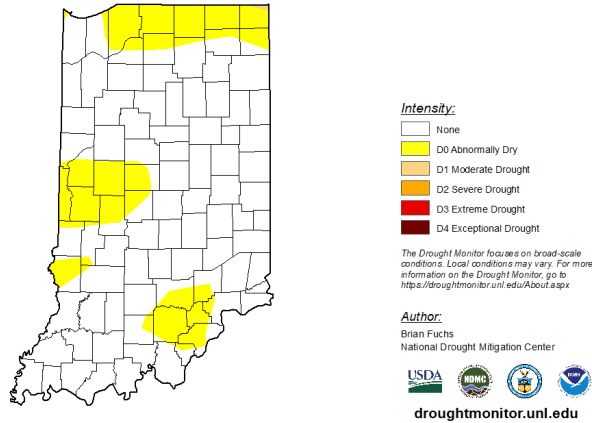 Intensity:
None
D0 Abnormally Dry
D1 Moderate Drought
D2 Severe Drought
D3 Extreme Drought
D4 Exceptional Drought
The Drought Monitor focuses on broad-scale
conditions. Local conditions may vary. For more
information on the Drought Monitor, go to
https://droughtmonitor.unl.edu/About.aspx
Author:
Brian Fuchs
National Drought Mitigation Center
USDA
NDMC
droughtmonitor.unl.edu